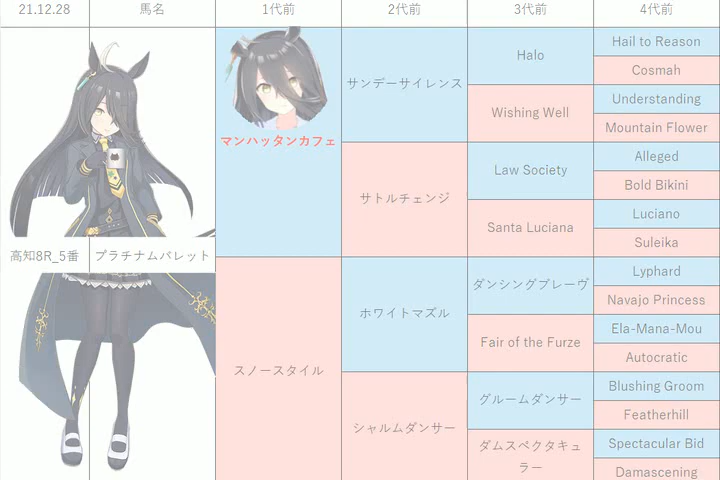 21.12.28 馬名 1代前 2代前 3代前 4代前
高知8R_5番 プラチナムバレット
マンハッタンカフェ
スノースタイル
サンデーサイレンス
サトルチェンジ
ホワイトマズル
シャルムダンサー
Halo
Wishing Well
Law Society
Santa Luciana
ダンシングブレーヴ
Fair of the Furze
グルームダンサー
ダムスペクタキュ
ラー
Hail to Reason
Cosmah
Understanding
Mountain Flower
Alleged
Bold Bikini
Luciano
Suleika
Lyphard
Navajo Princess
Ela-Mana-Mou
Autocratic
Blushing Groom
Featherhill
Spectacular Bid
Damascening